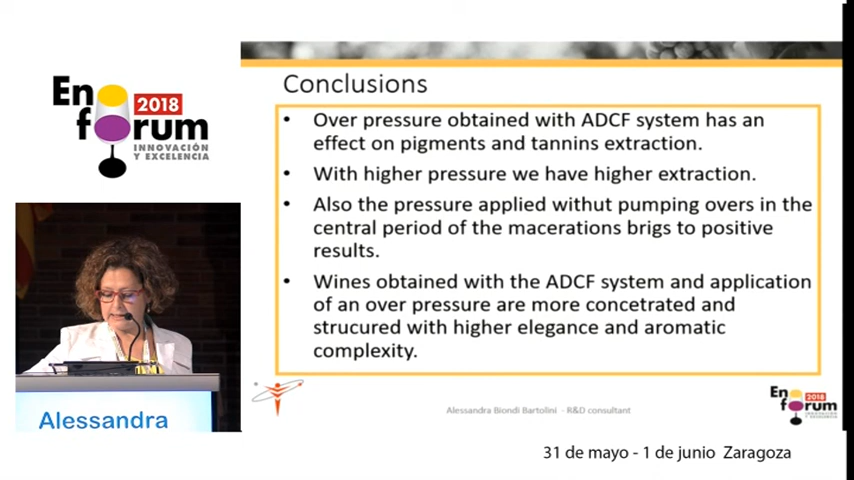 En
forum
2018
INNOVACIÓN
Y EXCELENCIA
Conclusions
• Over pressure obtained with ADCF system has an
effect on pigments and tannins extraction.
• With higher pressure we have higher extraction.
• Also the pressure applied withut pumping overs in the
central period of the macerations brigs to positive
results.
• Wines obtained with the ADCF system and application
of an over pressure are more concetrated and
strucured with higher elegance and aromatic
complexity.
Alessandra
Alessandra Biondi Bartolini - R&D consultant
En
forum
2018
INNOVACIÓN
Y EXCELENCIA
31 de mayo - 1 de junio Zaragoza